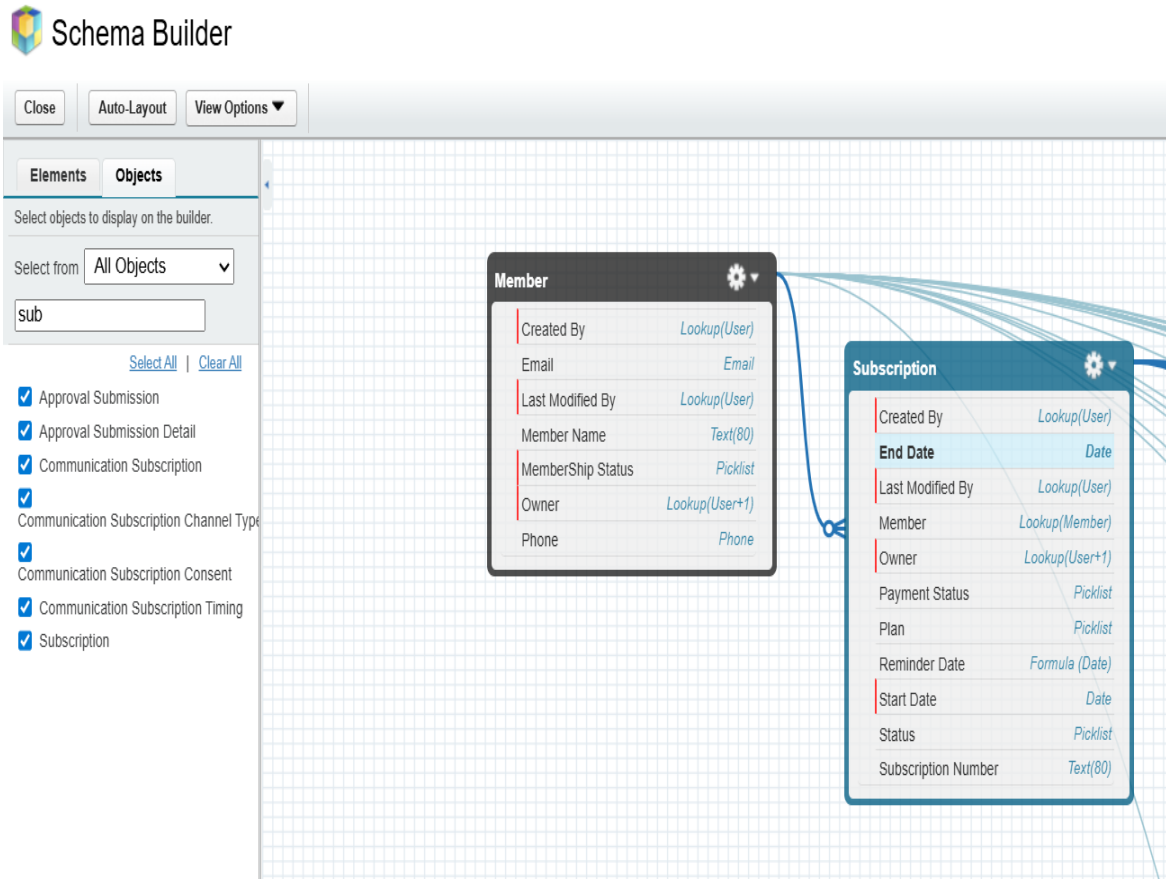 Schema Builder
Close Auto-Layout View Options
Elements Objects
Select objects to display on the builder.
Select from All Objects
sub
Select All | Clear All
Approval Submission
Approval Submission Detail
Communication Subscription
Communication Subscription Channel Type
Communication Subscription Consent
Communication Subscription Timing
Subscription
Member
Created By Lookup(User)
Email Email
Last Modified By Lookup(User)
Member Name Text(80)
MemberShip Status Picklist
Owner Lookup(User+1)
Phone Phone
Subscription
Created By Lookup(User)
End Date Date
Last Modified By Lookup(User)
Member Lookup(Member)
Owner Lookup(User+1)
Payment Status Picklist
Plan Picklist
Reminder Date Formula (Date)
Start Date Date
Status Picklist
Subscription Number Text(80)